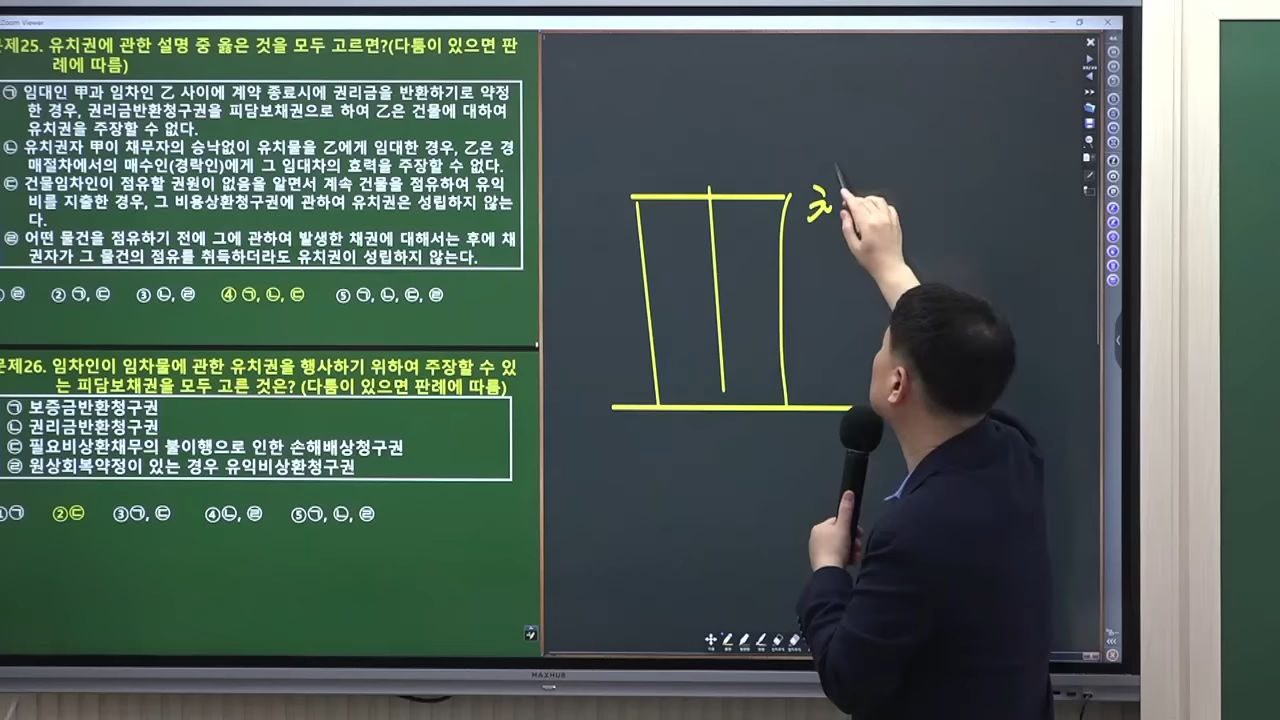 Zoom Viewer
문제25. 유치권에 관한 설명 중 옳은 것을 모두 고르면?(다툼이 있으면 판
례에 따름)
㉠ 임대인 甲과 임차인 乙 사이에 계약 종료시에 권리금을 반환하기로 약정
한 경우, 권리금반환청구권을 피담보채권으로 하여 乙은 건물에 대하여
유치권을 주장할 수 없다.
㉡ 유치권자 甲이 채무자의 승낙없이 유치물을 乙에게 임대한 경우, 乙은 경
매절차에서의 매수인(경락인)에게 그 임대차의 효력을 주장할 수 없다.
㉢ 건물임차인이 점유할 권원이 없음을 알면서 계속 건물을 점유하여 유익
비를 지출한 경우, 그 비용상환청구권에 관하여 유치권은 성립하지 않는
다.
㉣ 어떤 물건을 점유하기 전에 그에 관하여 발생한 채권에 대해서는 후에 채
권자가 그 물건의 점유를 취득하더라도 유치권이 성립하지 않는다.
㉣ ②㉠, ㉢ ③㉡, ㉣ ④㉠, ㉡, ㉢ ⑤㉠, ㉡, ㉢, ㉣
문제26. 임차인이 임차물에 관한 유치권을 행사하기 위하여 주장할 수 있
는 피담보채권을 모두 고른 것은? (다툼이 있으면 판례에 따름)
㉠ 보증금반환청구권
㉡ 권리금반환청구권
㉢ 필요비상환채무의 불이행으로 인한 손해배상청구권
㉣ 원상회복약정이 있는 경우 유익비상환청구권
①㉠ ②㉢ ③㉠, ㉢ ④㉡, ㉣ ⑤㉠, ㉡, ㉣
MAXHUB